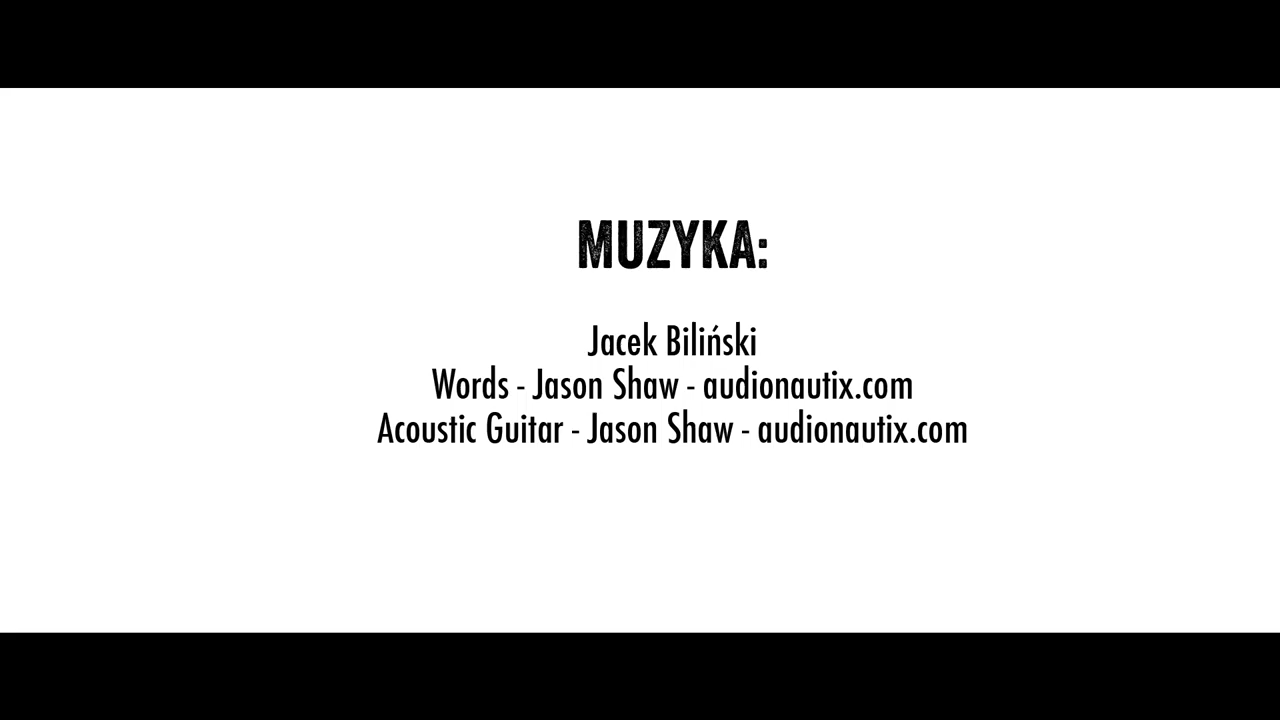 MUZYKA:
Jacek Biliński
Words - Jason Shaw - audionautix.com
Acoustic Guitar - Jason Shaw - audionautix.com